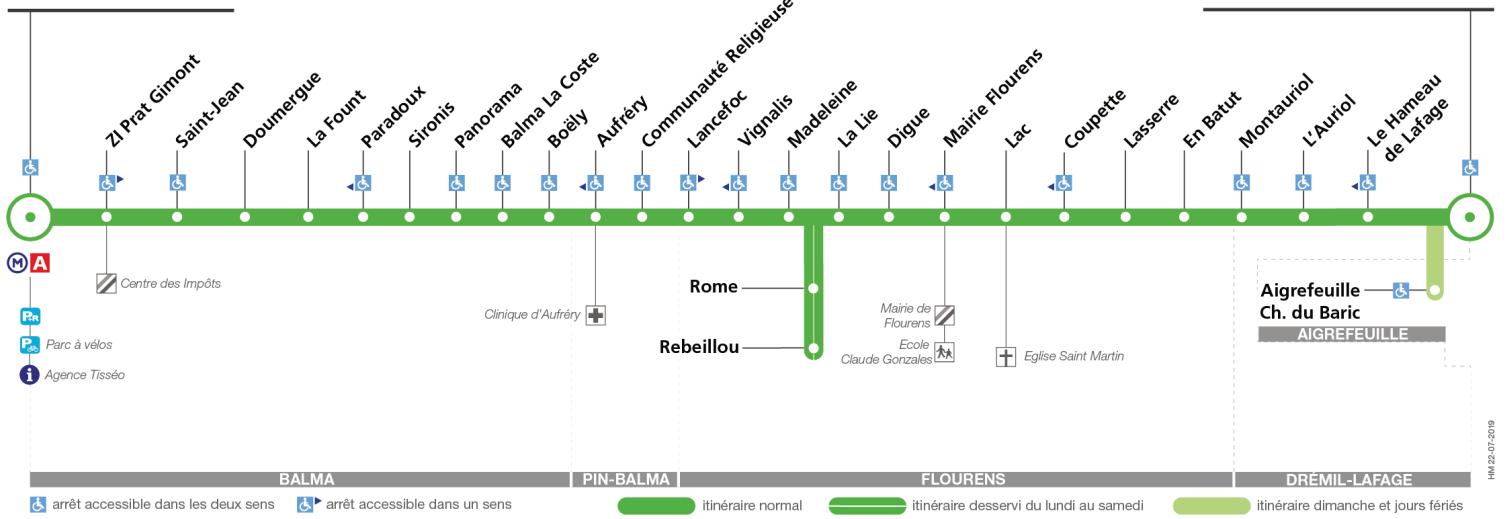 ZI Prat Gimont
Saint-Jean
Doumergue
La Fount
Paradoux
Sironis
Panorama
Balma La Coste
Boëly
Aufréry
Communauté Religieuse
Lancefoc
Vignalis
Madeleine
La Lie
Digue
Mairie Flourens
Lac
Coupette
Lasserre
En Batut
Montauriol
L'Auriol
Le Hameau
de Lafage
M A
P+R
Parc à vélos
i Agence Tisséo
Centre des Impôts
Clinique d'Aufréry
Rome
Rebeillou
Mairie de
Flourens
Ecole
Claude Gonzales
Eglise Saint Martin
Aigrefeuille
Ch. du Baric
AIGREFEUILLE
BALMA
PIN-BALMA
FLOURENS
DRÉMIL-LAFAGE
arrêt accessible dans les deux sens
arrêt accessible dans un sens
itinéraire normal
itinéraire desservi du lundi au samedi
itinéraire dimanche et jours fériés
HM 22-07-2019